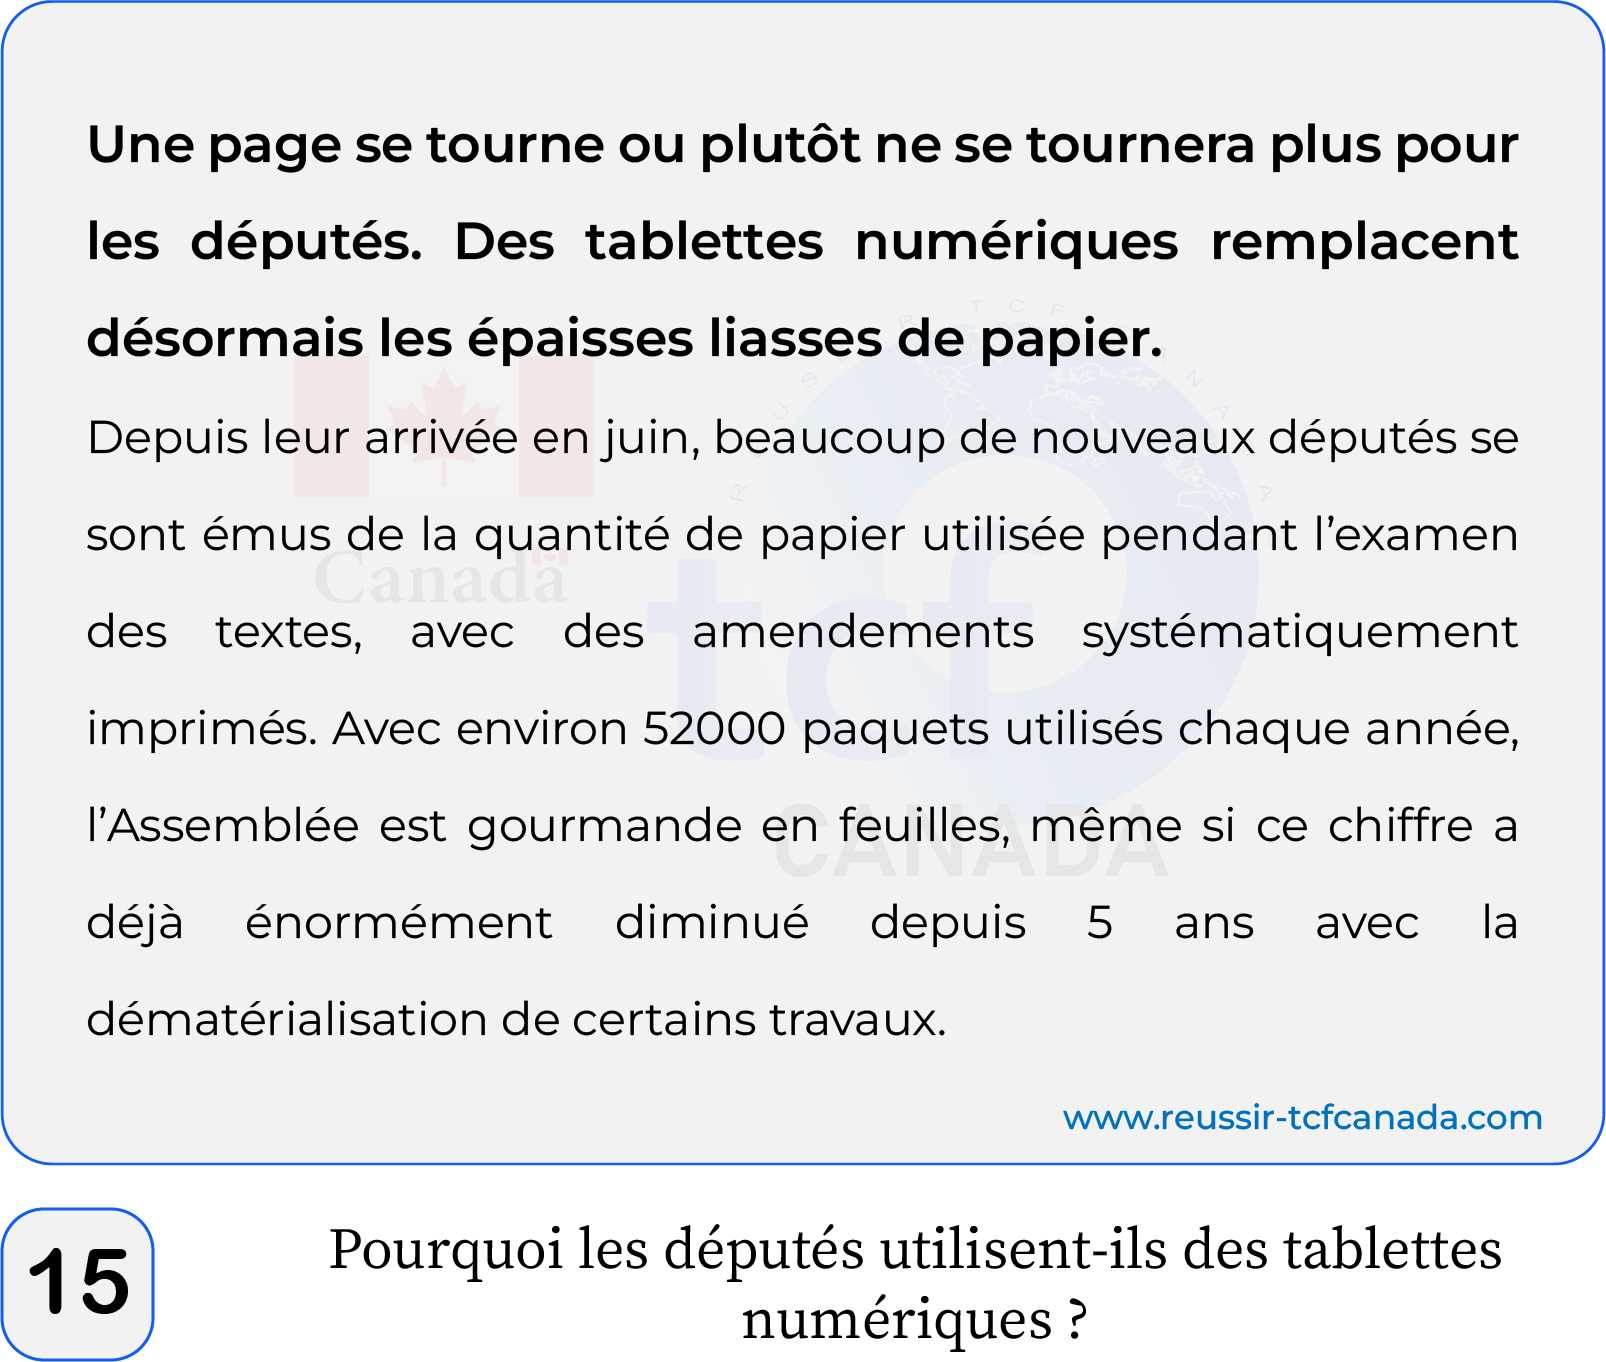 Une page se tourne ou plutôt ne se tournera plus pour
les députés. Des tablettes numériques remplacent
désormais les épaisses liasses de papier.
Depuis leur arrivée en juin, beaucoup de nouveaux députés se
sont émus de la quantité de papier utilisée pendant l’examen
des textes, avec des amendements systématiquement
imprimés. Avec environ 52000 paquets utilisés chaque année,
l’Assemblée est gourmande en feuilles, même si ce chiffre a
déjà énormément diminué depuis 5 ans avec la
dématérialisation de certains travaux.
Canada
tcf
CANADA
www.reussir-tcfcanada.com
15
Pourquoi les députés utilisent-ils des tablettes
numériques ?